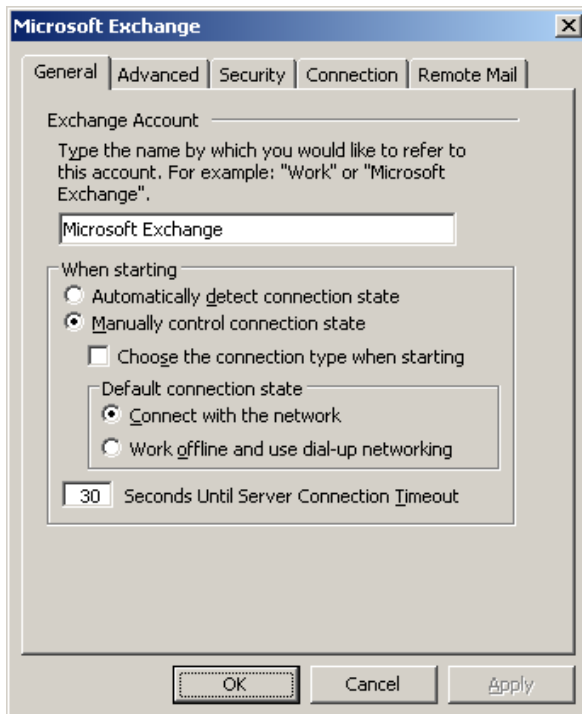 Microsoft Exchange
General Advanced Security Connection Remote Mail
Exchange Account
Type the name by which you would like to refer to
this account. For example: "Work" or "Microsoft
Exchange".
Microsoft Exchange
When starting
Automatically detect connection state
Manually control connection state
Choose the connection type when starting
Default connection state
Connect with the network
Work offline and use dial-up networking
30 Seconds Until Server Connection Timeout
OK Cancel Apply